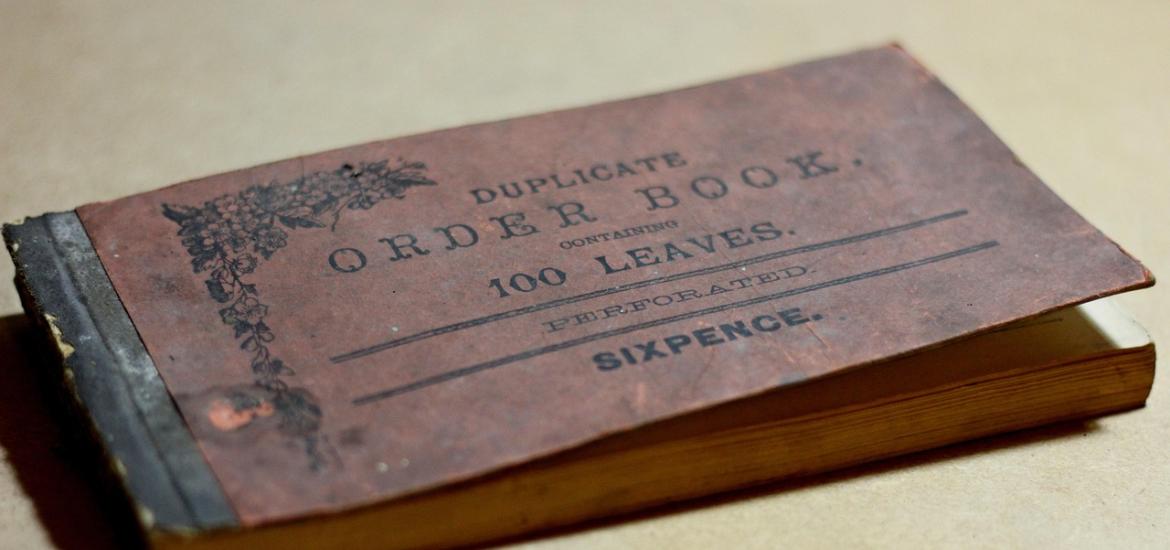 DUPLICATE
ORDER BOOK.
CONTAINING
100 LEAVES.
PERFORATED.
SIXPENCE.